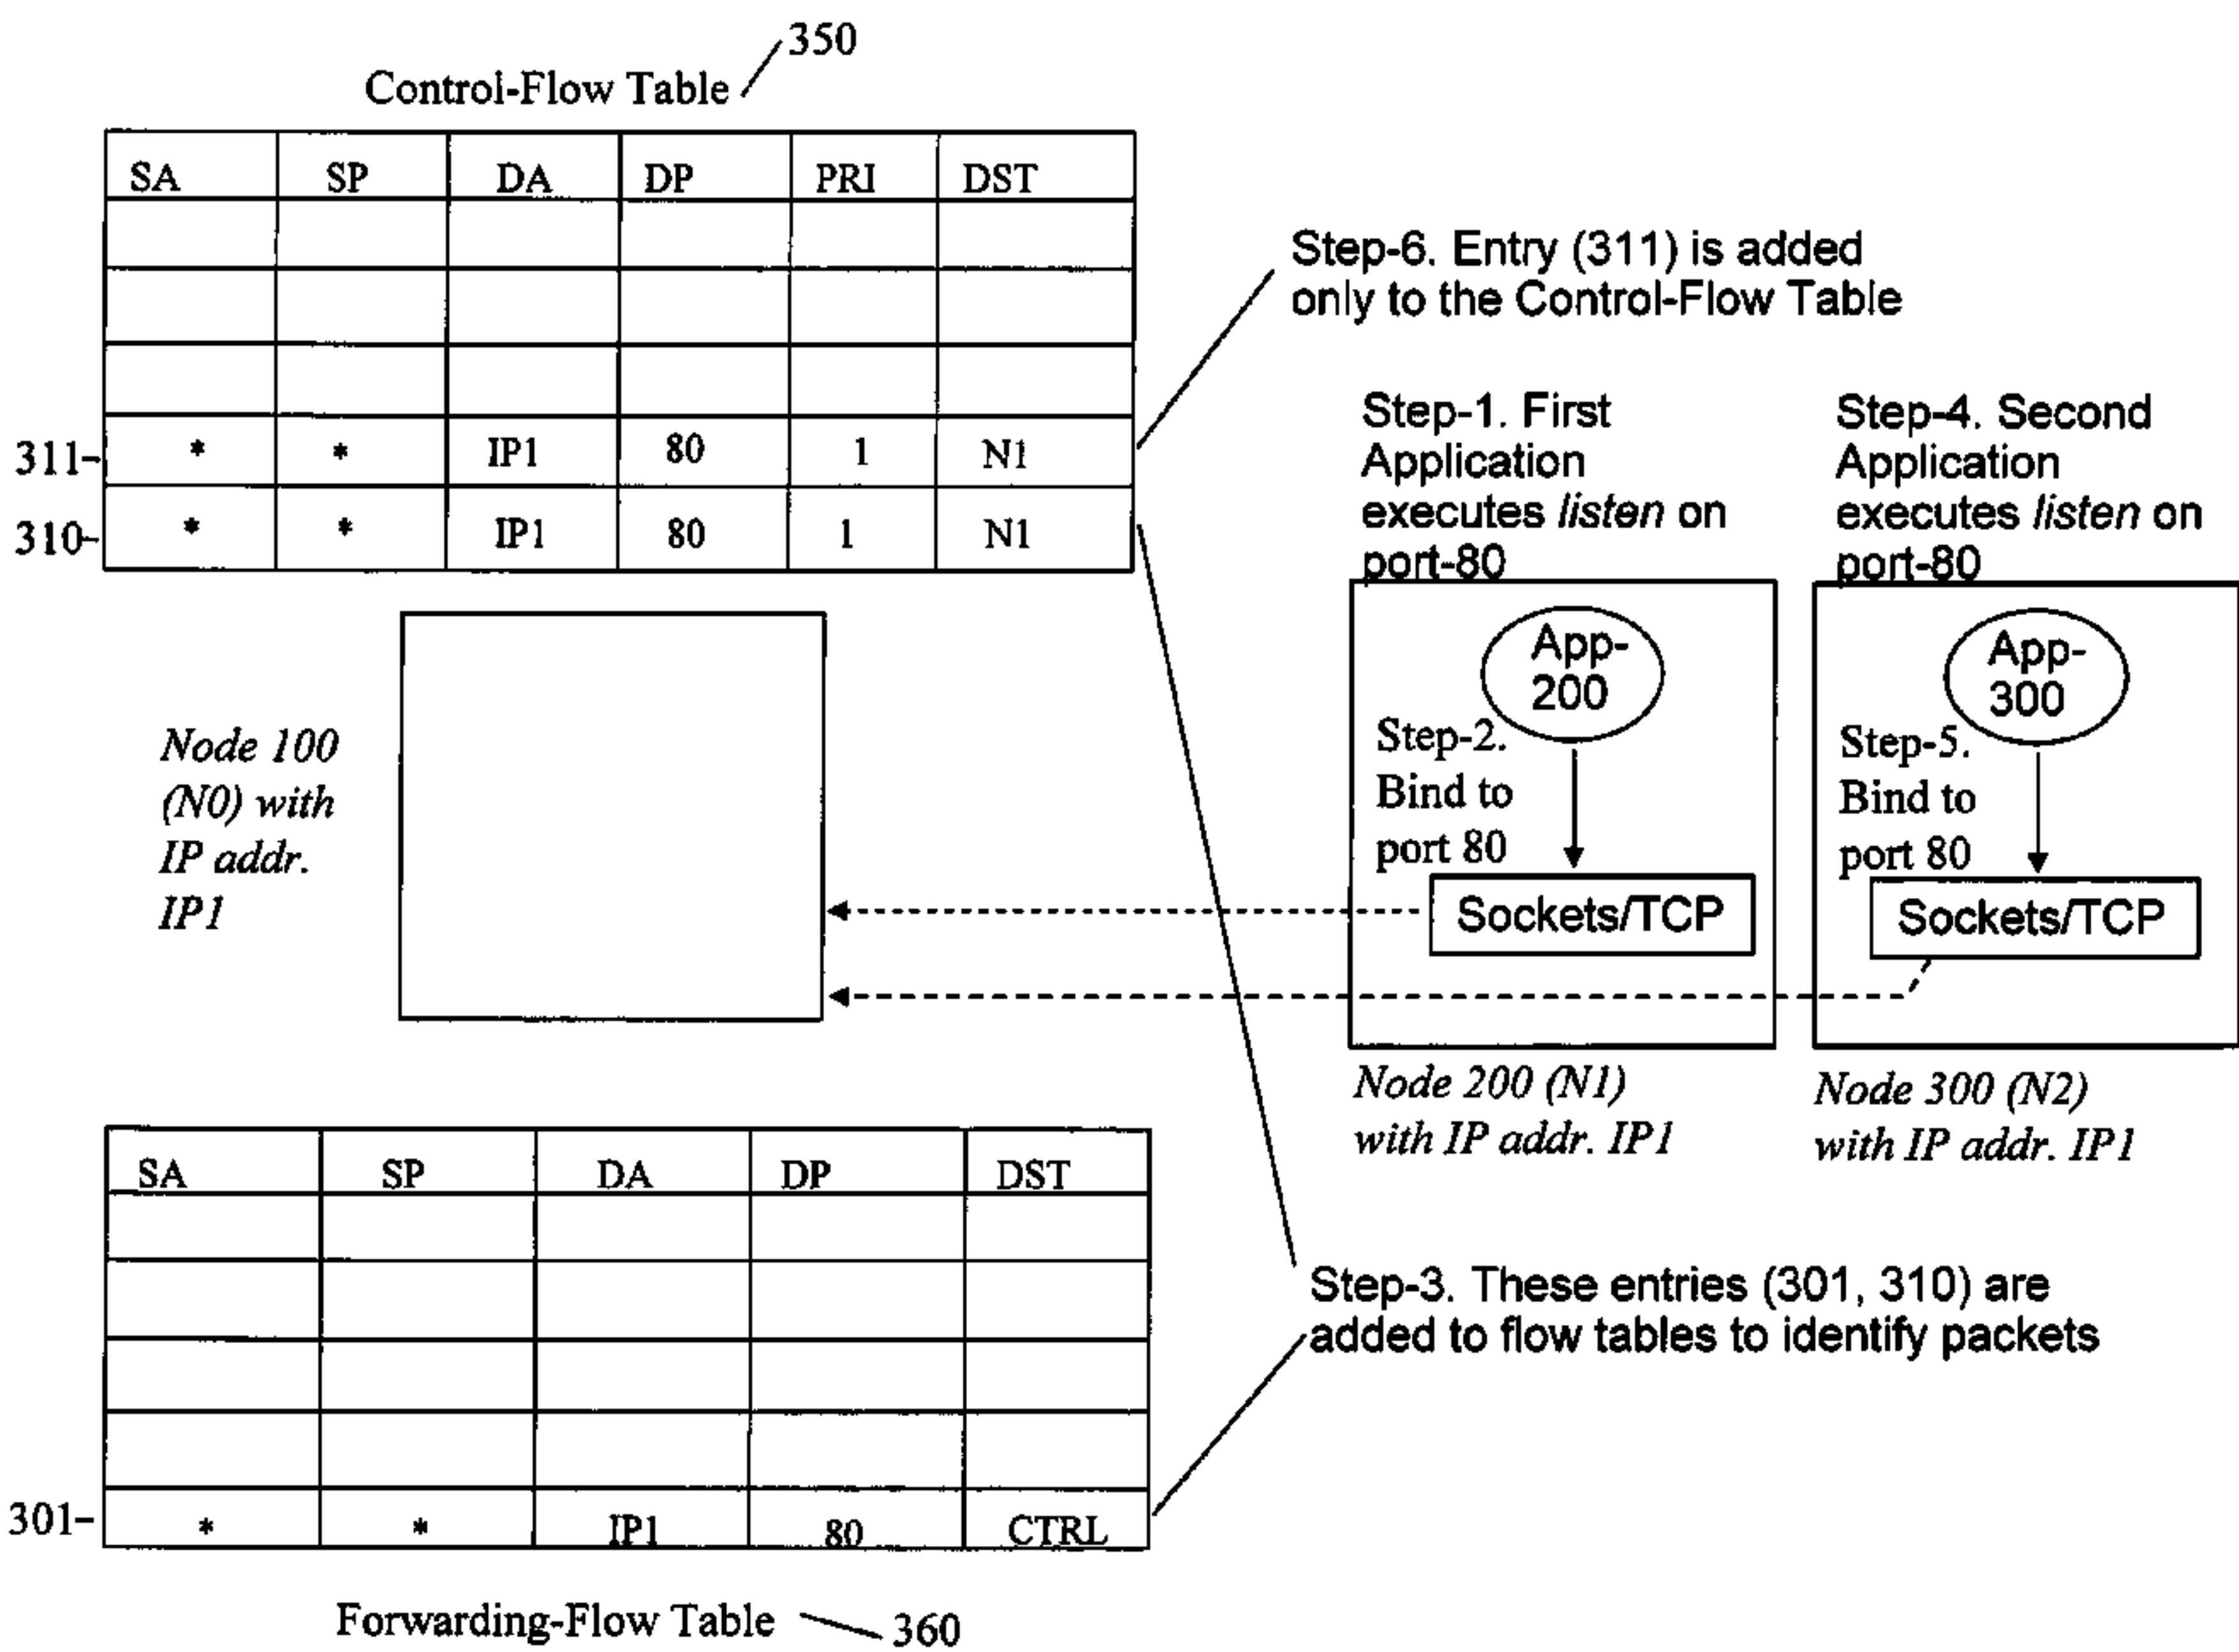 350
Control-Flow Table
SA SP DA DP PRI DST
311- * * IP1 80 1 N1
310- * * IP1 80 1 N1
Step-6. Entry (311) is added
only to the Control-Flow Table
Step-1. First
Application
executes listen on
port-80
Step-4. Second
Application
executes listen on
port-80
Node 100
(N0) with
IP addr.
IP1
App-
200
Step-2.
Bind to
port 80
Sockets/TCP
App-
300
Step-5.
Bind to
port 80
Sockets/TCP
Node 200 (N1)
with IP addr. IP1
Node 300 (N2)
with IP addr. IP1
SA SP DA DP DST
301- * * IP1 80 CTRL
Step-3. These entries (301, 310) are
added to flow tables to identify packets
Forwarding-Flow Table 360